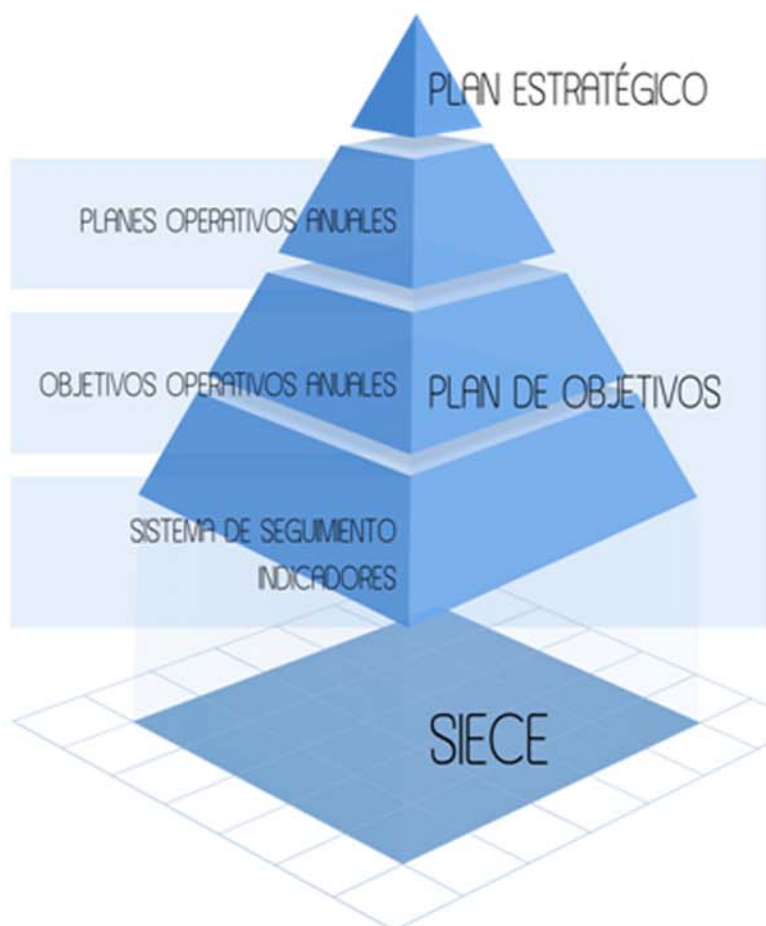 PLAN ESTRATÉGICO
PLANES OPERATIVOS ANUALES
OBJETIVOS OPERATIVOS ANUALES
PLAN DE OBJETIVOS
SISTEMA DE SEGUIMIENTO
INDICADORES
SIECE